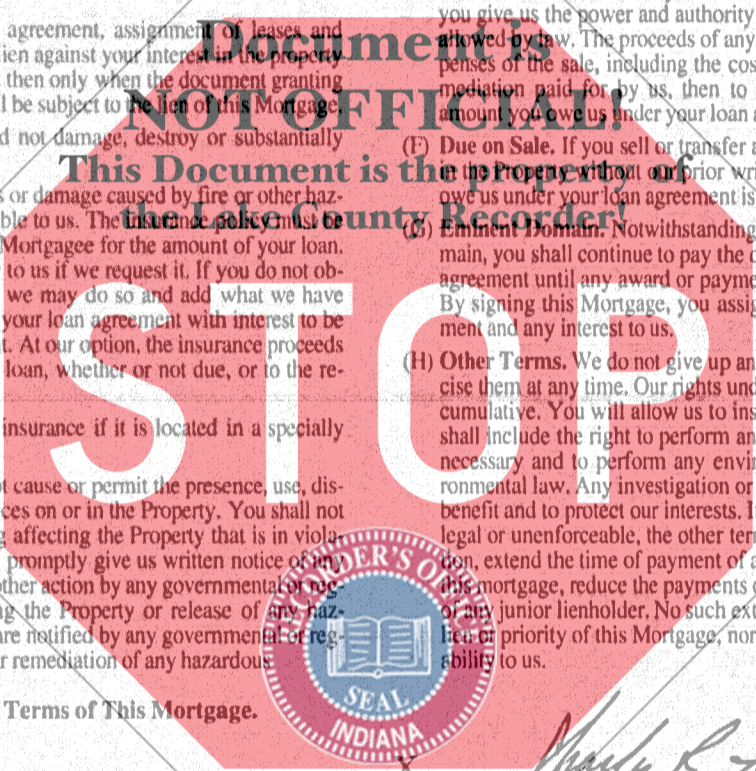 Document is
NOT OFFICIAL!
This Document is the property of
the Lake County Recorder!
STOP
agreement, assignment of leases and
lien against your interest in the property
then only when the document granting
be subject to the lien of this Mortgage.
not damage, destroy or substantially
or damage caused by fire or other haz-
to us. The insurance policy must be
Mortgagee for the amount of your loan.
to us if we request it. If you do not ob-
we may do so and add what we have
your loan agreement with interest to be
At our option, the insurance proceeds
loan, whether or not due, or to the re-
insurance if it is located in a specially
cause or permit the presence, use, dis-
on or in the Property. You shall not
affecting the Property that is in viola-
promptly give us written notice of any
other action by any governmental or reg-
the Property or release of any haz-
are notified by any governmental or reg-
remediation of any hazardous
Terms of This Mortgage.
you give us the power and authority
allowed by law. The proceeds of any
penses of the sale, including the cos
mediation paid for by us, then to
amount you owe us under your loan a
(F) Due on Sale. If you sell or transfer a
in the Property without our prior wri
owe us under your loan agreement is
(G) Eminent Domain. Notwithstanding
main, you shall continue to pay the d
agreement until any award or payme
By signing this Mortgage, you assi
ment and any interest to us.
(H) Other Terms. We do not give up an
cise them at any time. Our rights un
cumulative. You will allow us to ins
shall include the right to perform an
necessary and to perform any envir
ronmental law. Any investigation or
benefit and to protect our interests. I
legal or unenforceable, the other ter
extend the time of payment of a
this mortgage, reduce the payments
of any junior lienholder, No such ext
lien or priority of this Mortgage, nor
ability to us.
RECORDER'S OFFICE
SEAL
INDIANA
X